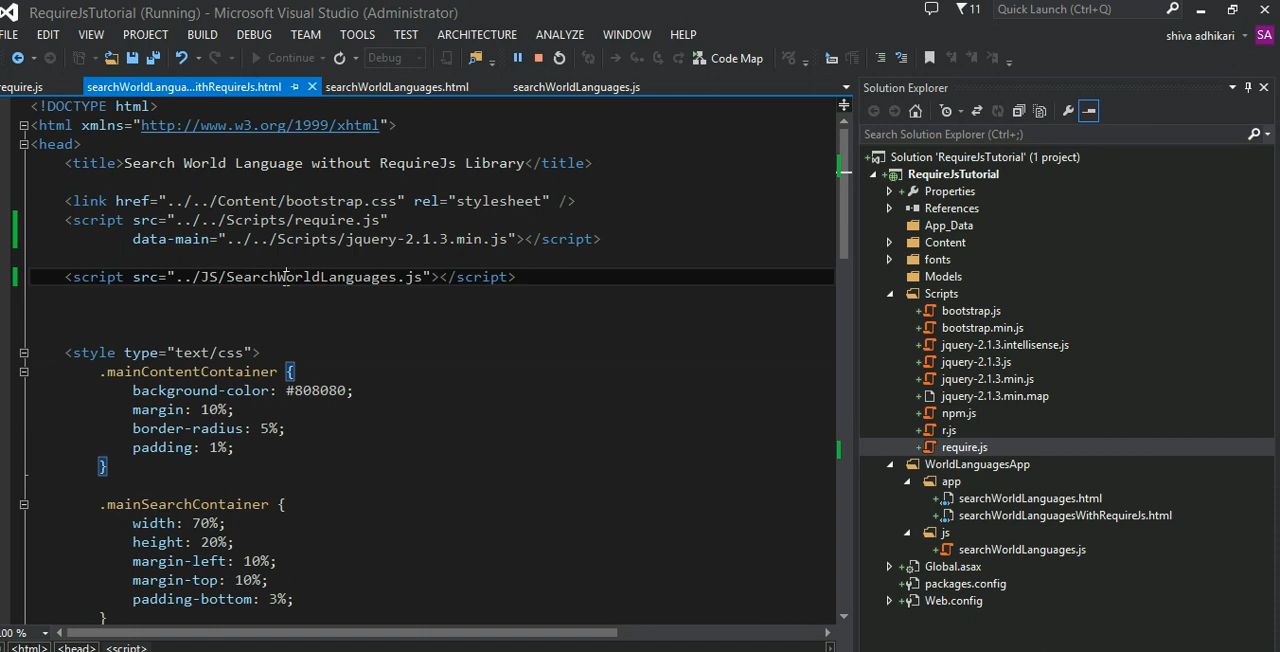 RequireJsTutorial (Running) - Microsoft Visual Studio (Administrator)
11
Quick Launch (Ctrl+Q)
FILE EDIT VIEW PROJECT BUILD DEBUG TEAM TOOLS TEST ARCHITECTURE ANALYZE WINDOW HELP
shiva adhikari
SA
Continue
Debug
Code Map
require.js
searchWorldLangua...ithRequireJs.html
searchWorldLanguages.html
searchWorldLanguages.js
<!DOCTYPE html>
<html xmlns="http://www.w3.org/1999/xhtml">
<head>
<title>Search World Language without RequireJs Library</title>
<link href="../../Content/bootstrap.css" rel="stylesheet" />
<script src="../../Scripts/require.js"
data-main="../../Scripts/jquery-2.1.3.min.js"></script>
<script src="../JS/SearchWorldLanguages.js"></script>
<style type="text/css">
.mainContentContainer {
background-color: #808080;
margin: 10%;
border-radius: 5%;
padding: 1%;
}
.mainSearchContainer {
width: 70%;
height: 20%;
margin-left: 10%;
margin-top: 10%;
padding-bottom: 3%;
}
00 %
<html> <head> <script>
Solution Explorer
Search Solution Explorer (Ctrl+;)
Solution 'RequireJsTutorial' (1 project)
RequireJsTutorial
Properties
References
App_Data
Content
fonts
Models
Scripts
bootstrap.js
bootstrap.min.js
jquery-2.1.3.intellisense.js
jquery-2.1.3.js
jquery-2.1.3.min.js
jquery-2.1.3.min.map
npm.js
r.js
require.js
WorldLanguagesApp
app
searchWorldLanguages.html
searchWorldLanguagesWithRequireJs.html
js
searchWorldLanguages.js
Global.asax
packages.config
Web.config